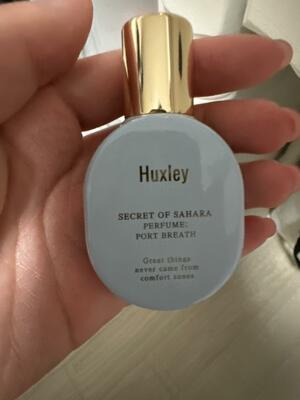 Huxley
SECRET OF SAHARA
PERFUME;
PORT BREATH
Great things
never came from
comfort zones